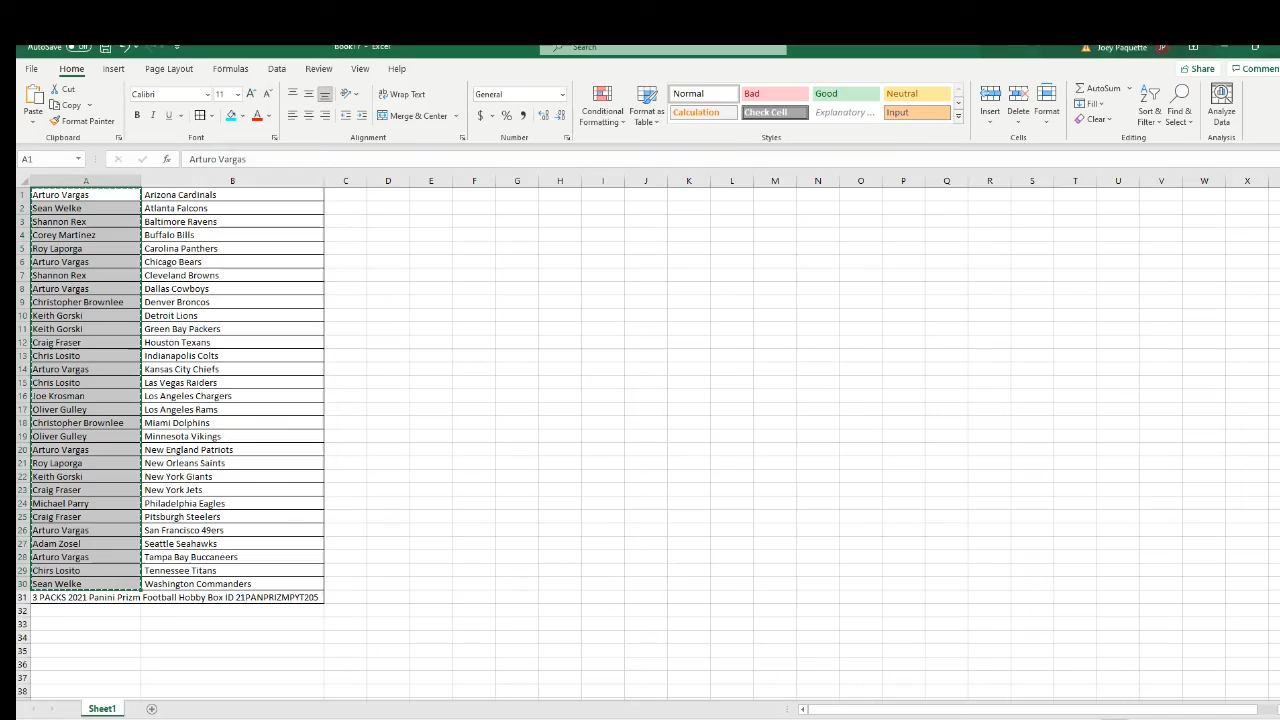 AutoSave Off Book17 - Excel Search Joey Paquette JP
File Home Insert Page Layout Formulas Data Review View Help Share Commen
Paste Cut Calibri 11 A A Wrap Text General Conditional Formatting Format as Table Normal Bad Good Neutral Insert Delete Format AutoSum Sort & Filter Find & Select Analyze Data
Copy Fill
Format Painter B I U A Merge & Center $ % Calculation Check Cell Explanatory ... Input Clear
Clipboard Font Alignment Number Styles Cells Editing Analysis
A1 fx Arturo Vargas
A B C D E F G H I J K L M N O P Q R S T U V W X
1 Arturo Vargas Arizona Cardinals
2 Sean Welke Atlanta Falcons
3 Shannon Rex Baltimore Ravens
4 Corey Martinez Buffalo Bills
5 Roy Laporga Carolina Panthers
6 Arturo Vargas Chicago Bears
7 Shannon Rex Cleveland Browns
8 Arturo Vargas Dallas Cowboys
9 Christopher Brownlee Denver Broncos
10 Keith Gorski Detroit Lions
11 Keith Gorski Green Bay Packers
12 Craig Fraser Houston Texans
13 Chris Losito Indianapolis Colts
14 Arturo Vargas Kansas City Chiefs
15 Chris Losito Las Vegas Raiders
16 Joe Krosman Los Angeles Chargers
17 Oliver Gulley Los Angeles Rams
18 Christopher Brownlee Miami Dolphins
19 Oliver Gulley Minnesota Vikings
20 Arturo Vargas New England Patriots
21 Roy Laporga New Orleans Saints
22 Keith Gorski New York Giants
23 Craig Fraser New York Jets
24 Michael Parry Philadelphia Eagles
25 Craig Fraser Pitsburgh Steelers
26 Arturo Vargas San Francisco 49ers
27 Adam Zosel Seattle Seahawks
28 Arturo Vargas Tampa Bay Buccaneers
29 Chirs Losito Tennessee Titans
30 Sean Welke Washington Commanders
31 3 PACKS 2021 Panini Prizm Football Hobby Box ID 21PANPRIZMPYT205
32
33
34
35
36
37
38
Sheet1